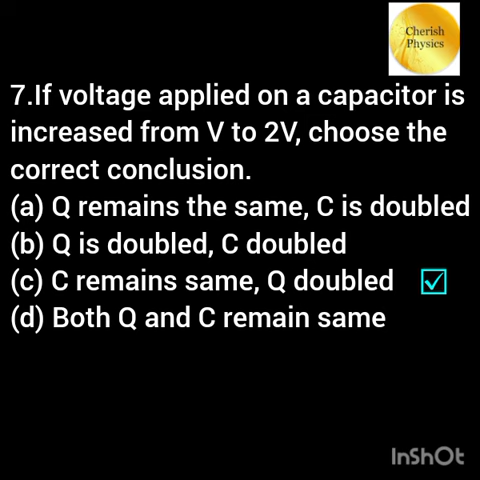 Cherish
Physics
7.If voltage applied on a capacitor is
increased from V to 2V, choose the
correct conclusion.
(a) Q remains the same, C is doubled
(b) Q is doubled, C doubled
(c) C remains same, Q doubled ☑
(d) Both Q and C remain same
InShOt